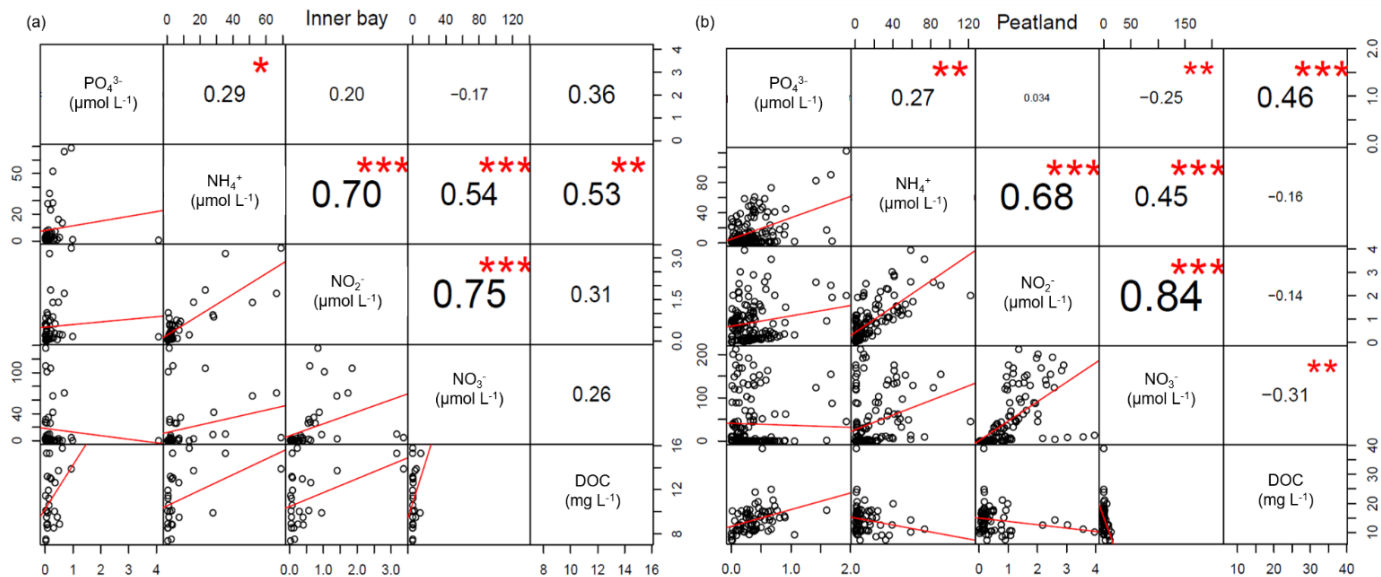 (a) Inner bay (b) Peatland
0 20 40 60 0 40 80 120 0 40 80 120 0 50 150
PO₄³⁻ 0.29 * 0.20 −0.17 0.36 0 1 2 3 4 PO₄³⁻ 0.27 ** 0.034 −0.25 ** 0.46 *** 0.0 1.0 2.0
(µmol L⁻¹) (µmol L⁻¹)
0 20 50 NH₄⁺ 0.70 *** 0.54 *** 0.53 ** 0 40 80 NH₄⁺ 0.68 *** 0.45 *** −0.16
(µmol L⁻¹) (µmol L⁻¹)
NO₂⁻ 0.75 *** 0.31 0.0 1.5 3.0 NO₂⁻ 0.84 *** −0.14 0 1 2 3 4
(µmol L⁻¹) (µmol L⁻¹)
0 40 100 NO₃⁻ 0.26 0 100 200 NO₃⁻ −0.31 **
(µmol L⁻¹) (µmol L⁻¹)
DOC 8 12 16 DOC 10 20 30 40
(mg L⁻¹) (mg L⁻¹)
0 1 2 3 4 0.0 1.0 2.0 3.0 8 10 12 14 16 0.0 1.0 2.0 0 1 2 3 4 10 20 30 40